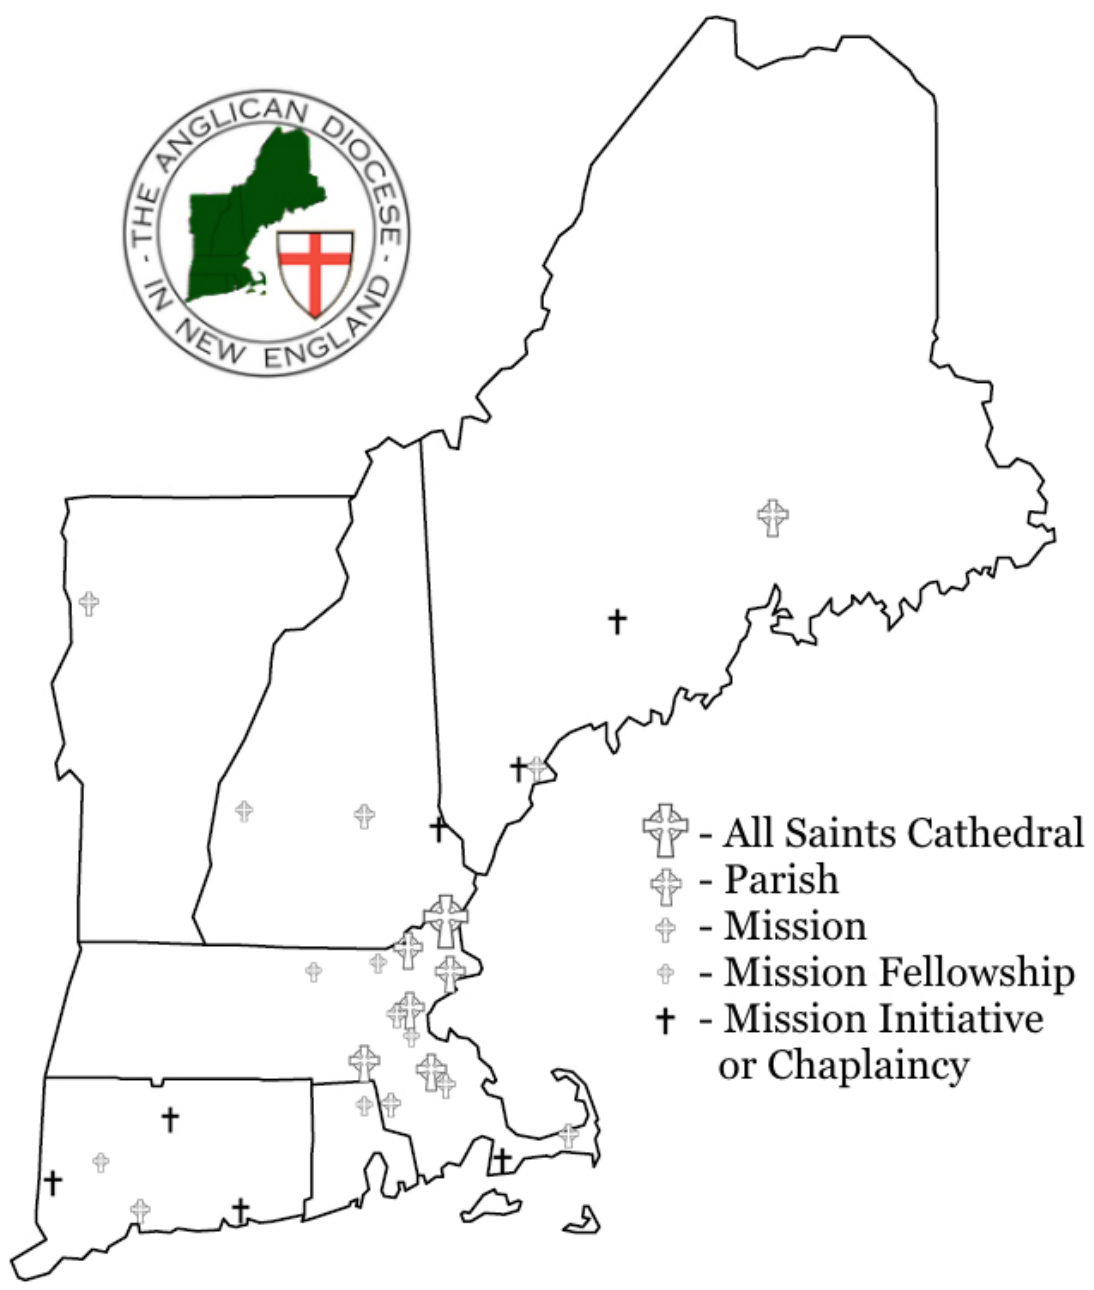 - THE ANGLICAN DIOCESE -
IN NEW ENGLAND
- All Saints Cathedral
- Parish
- Mission
- Mission Fellowship
- Mission Initiative
or Chaplaincy